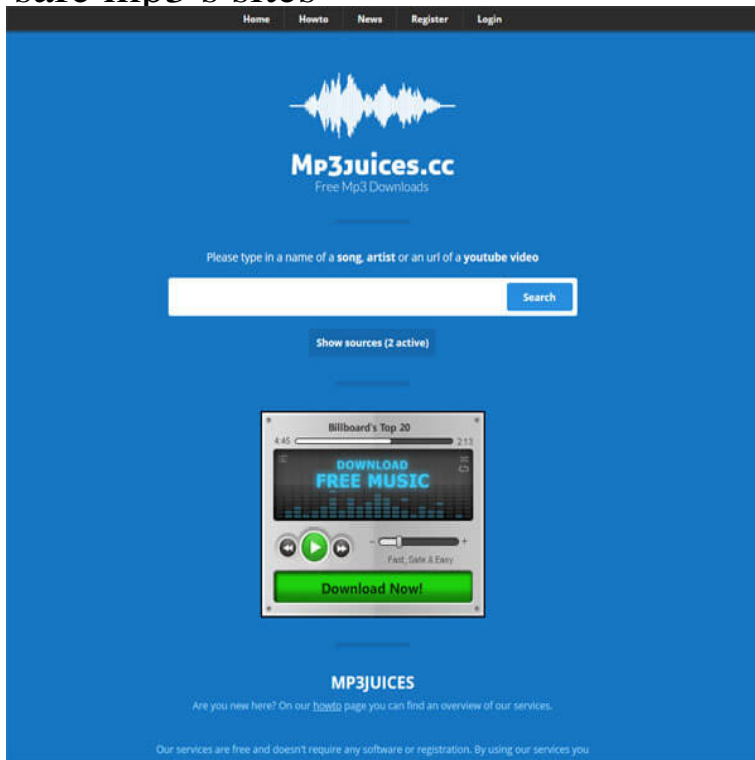 safe mp3's sites
Home Howto News Register Login
Mp3juices.cc
Free Mp3 Downloads
Please type in a name of a song, artist or an url of a youtube video
Search
Show sources (2 active)
Billboard's Top 20
4:45 2:13
DOWNLOAD
FREE MUSIC
- +
Fast, Safe & Easy
Download Now!
MP3JUICES
Are you new here? On our howto page you can find an overview of our services.
Our services are free and doesn't require any software or registration. By using our services you